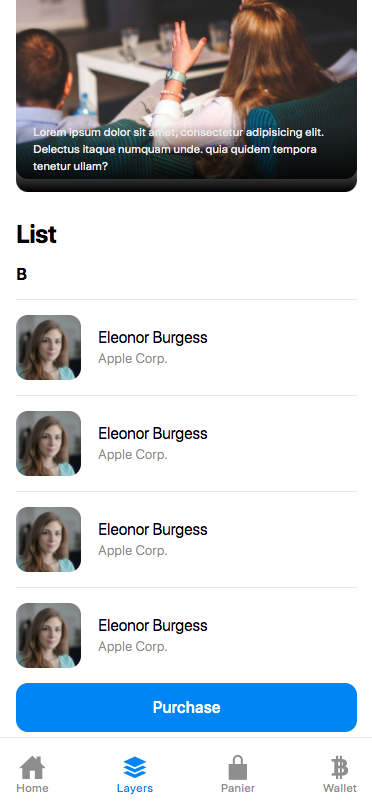 Lorem ipsum dolor sit amet, consectetur adipisicing elit.
Delectus itaque numquam unde. quia quidem tempora
tenetur ullam?
List
B
Eleonor Burgess
Apple Corp.
Eleonor Burgess
Apple Corp.
Eleonor Burgess
Apple Corp.
Eleonor Burgess
Apple Corp.
Purchase
Home
Layers
Panier
Wallet